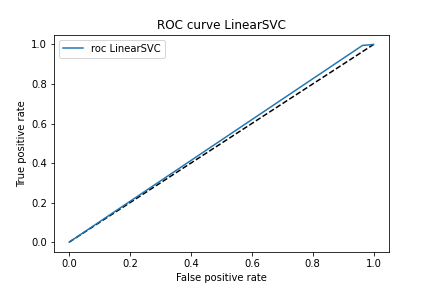 ROC curve LinearSVC
roc LinearSVC
1.0
0.8
0.6
0.4
0.2
0.0
True positive rate
0.0 0.2 0.4 0.6 0.8 1.0
False positive rate